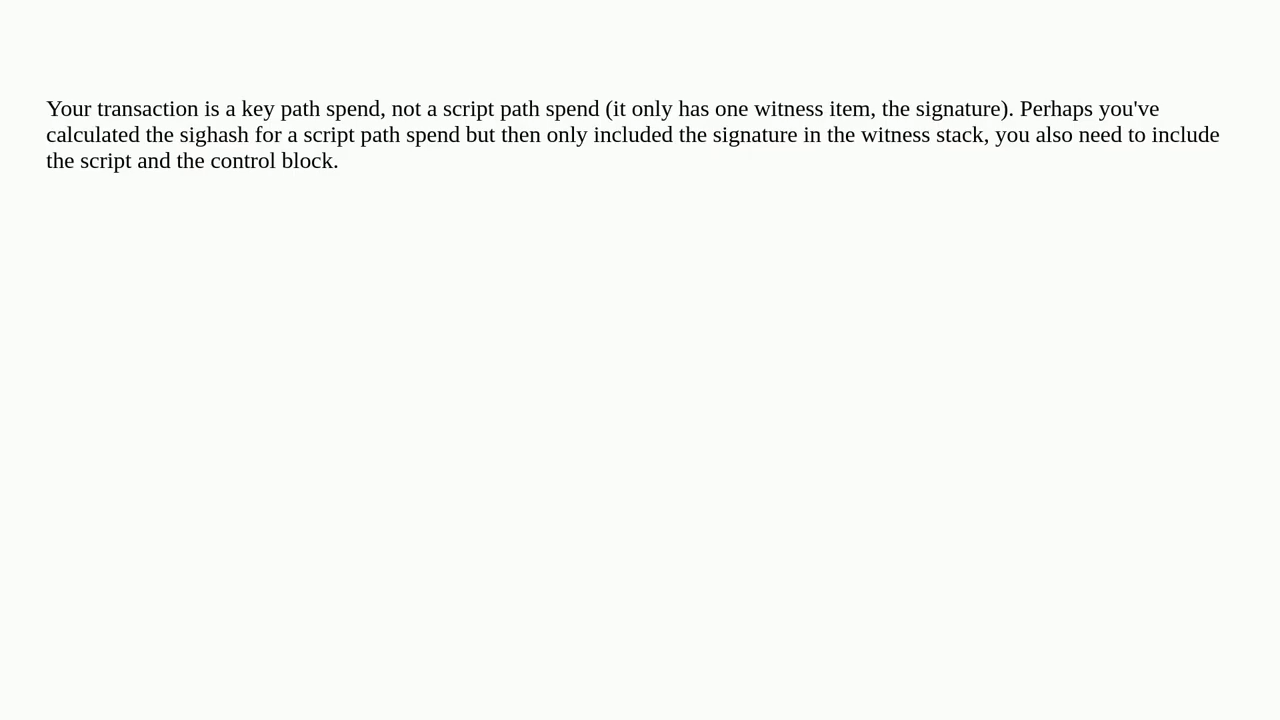 Your transaction is a key path spend, not a script path spend (it only has one witness item, the signature). Perhaps you've
calculated the sighash for a script path spend but then only included the signature in the witness stack, you also need to include
the script and the control block.